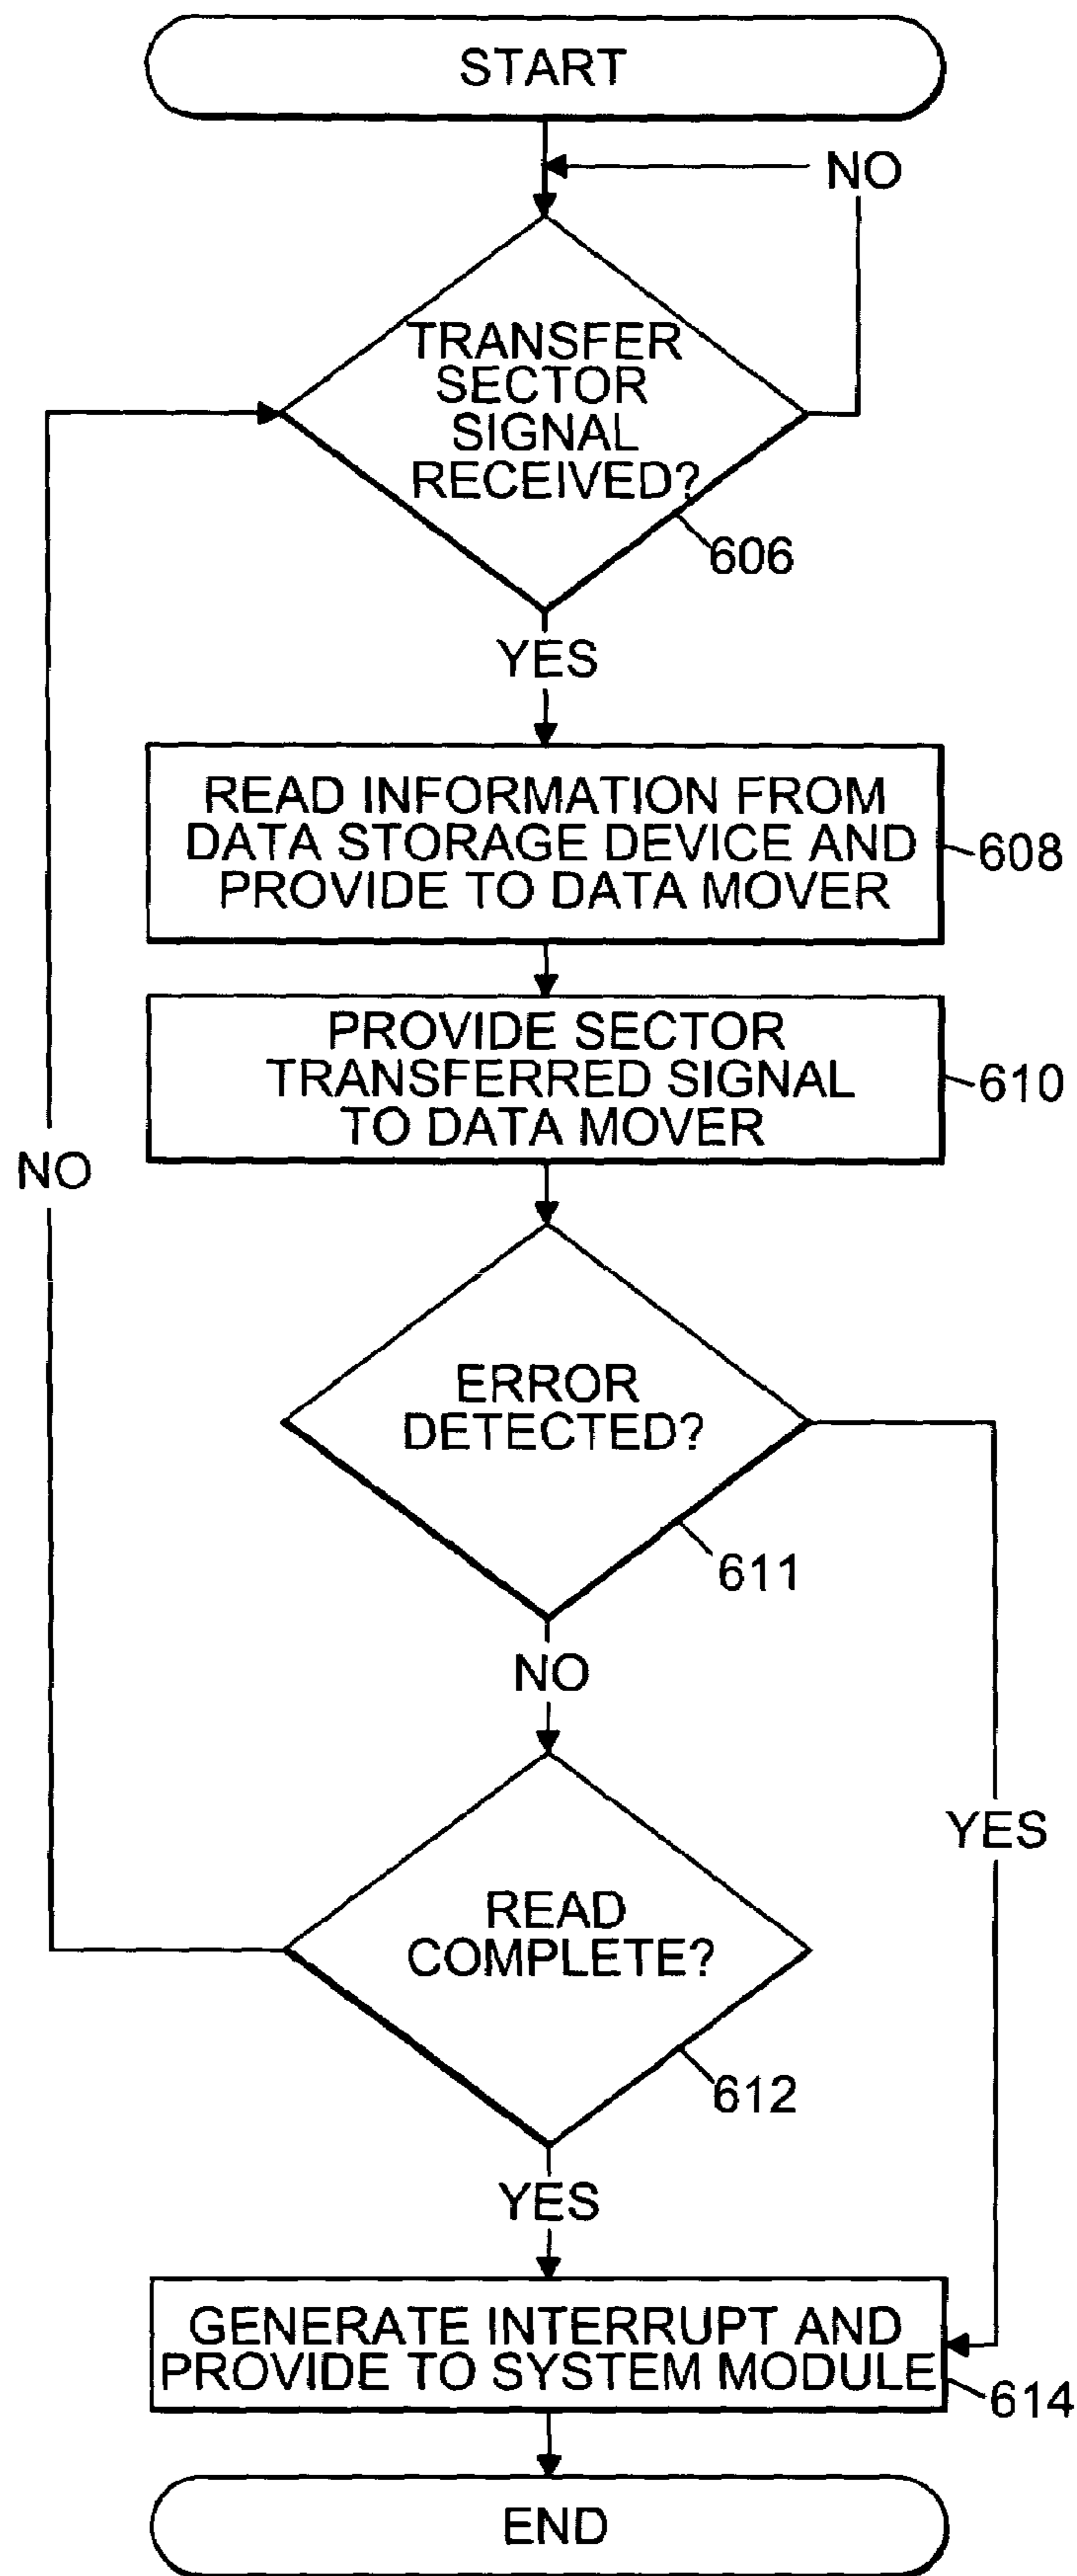 START
NO
TRANSFER
SECTOR
SIGNAL
RECEIVED?
606
YES
READ INFORMATION FROM
DATA STORAGE DEVICE AND
PROVIDE TO DATA MOVER
608
PROVIDE SECTOR
TRANSFERRED SIGNAL
TO DATA MOVER
610
NO
ERROR
DETECTED?
611
NO
YES
READ
COMPLETE?
612
YES
GENERATE INTERRUPT AND
PROVIDE TO SYSTEM MODULE
614
END